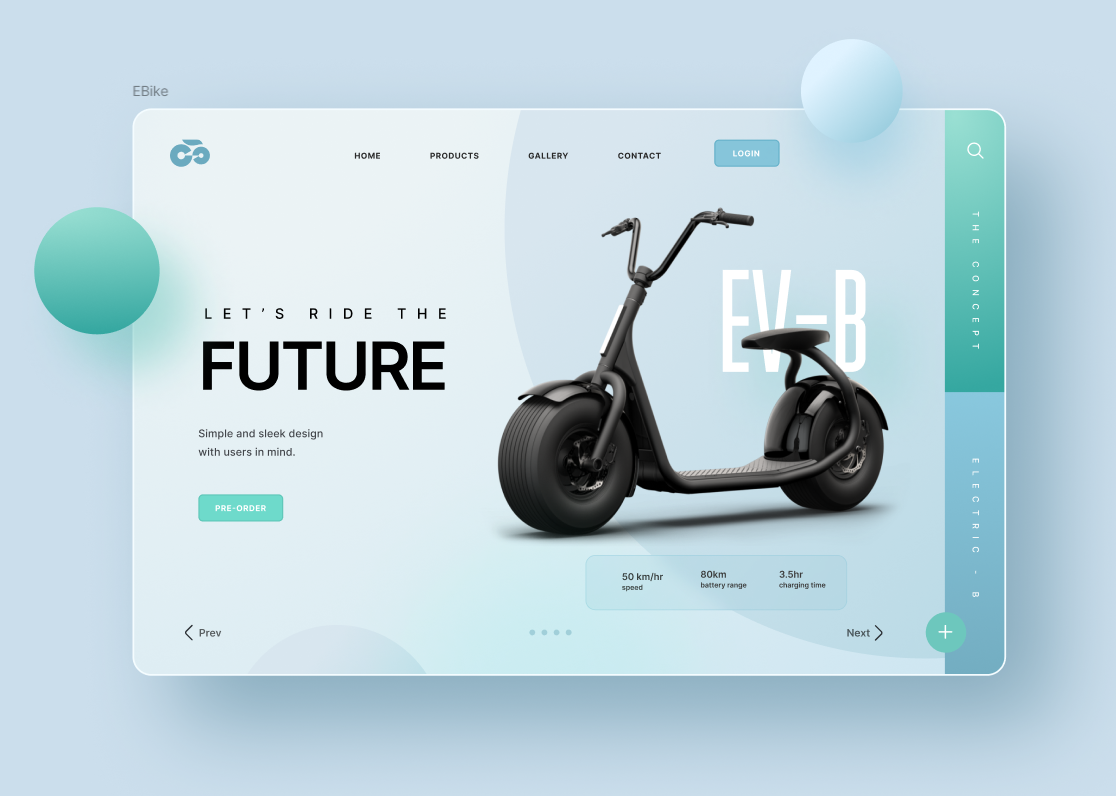 EBike
HOME PRODUCTS GALLERY CONTACT LOGIN
THE CONCEPT
EV-B
LET’S RIDE THE
FUTURE
Simple and sleek design
with users in mind.
PRE-ORDER
ELECTRIC - B
50 km/hr
speed
80km
battery range
3.5hr
charging time
Prev
Next
+